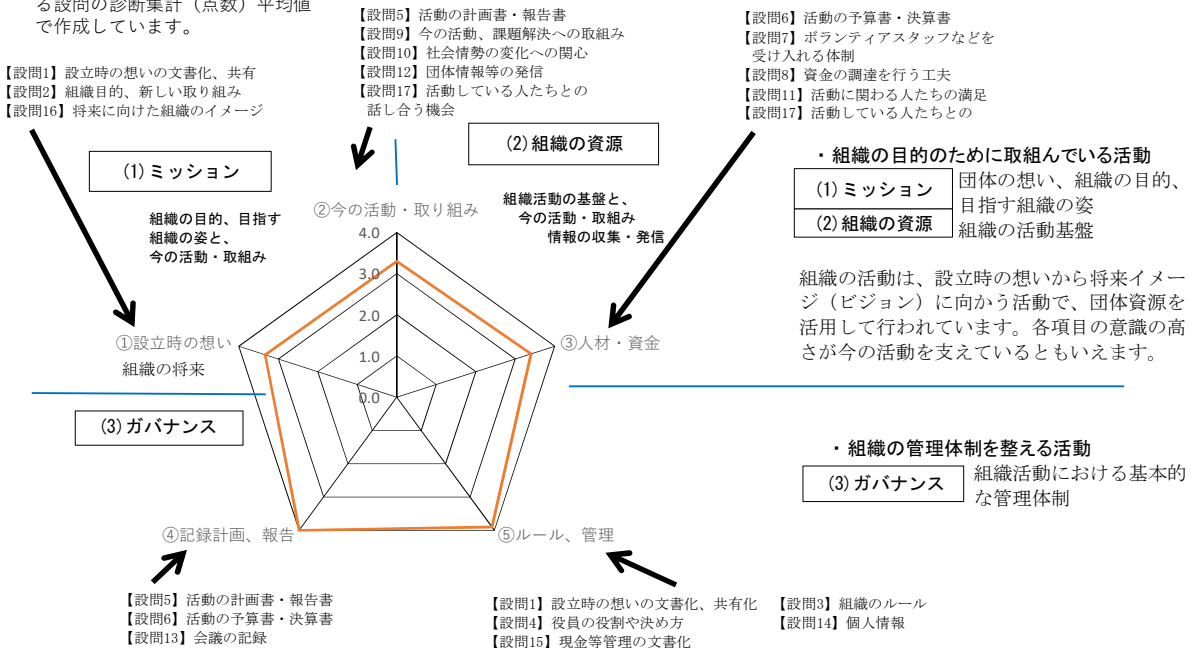 る設問の診断集計（点数）平均値
で作成しています。
【設問1】設立時の想いの文書化、共有
【設問2】組織目的、新しい取り組み
【設問16】将来に向けた組織のイメージ
【設問5】活動の計画書・報告書
【設問9】今の活動、課題解決への取組み
【設問10】社会情勢の変化への関心
【設問12】団体情報等の発信
【設問17】活動している人たちとの
話し合う機会
【設問6】活動の予算書・決算書
【設問7】ボランティアスタッフなどを
受け入れる体制
【設問8】資金の調達を行う工夫
【設問11】活動に関わる人たちの満足
【設問17】活動している人たちとの
(1)ミッション
(2)組織の資源
組織の目的、目指す
組織の姿と、
今の活動・取組み
②今の活動・取り組み
組織活動の基盤と、
今の活動・取組み
情報の収集・発信
4.0
3.0
2.0
1.0
0.0
①設立時の想い
組織の将来
③人材・資金
(3)ガバナンス
④記録計画、報告
⑤ルール、管理
・組織の目的のために取組んでいる活動
(1)ミッション
団体の想い、組織の目的、
目指す組織の姿
(2)組織の資源
組織の活動基盤
組織の活動は、設立時の想いから将来イメー
ジ（ビジョン）に向かう活動で、団体資源を
活用して行われています。各項目の意識の高
さが今の活動を支えているともいえます。
・組織の管理体制を整える活動
(3)ガバナンス
組織活動における基本的
な管理体制
【設問5】活動の計画書・報告書
【設問6】活動の予算書・決算書
【設問13】会議の記録
【設問1】設立時の想いの文書化、共有化
【設問4】役員の役割や決め方
【設問15】現金等管理の文書化
【設問3】組織のルール
【設問14】個人情報